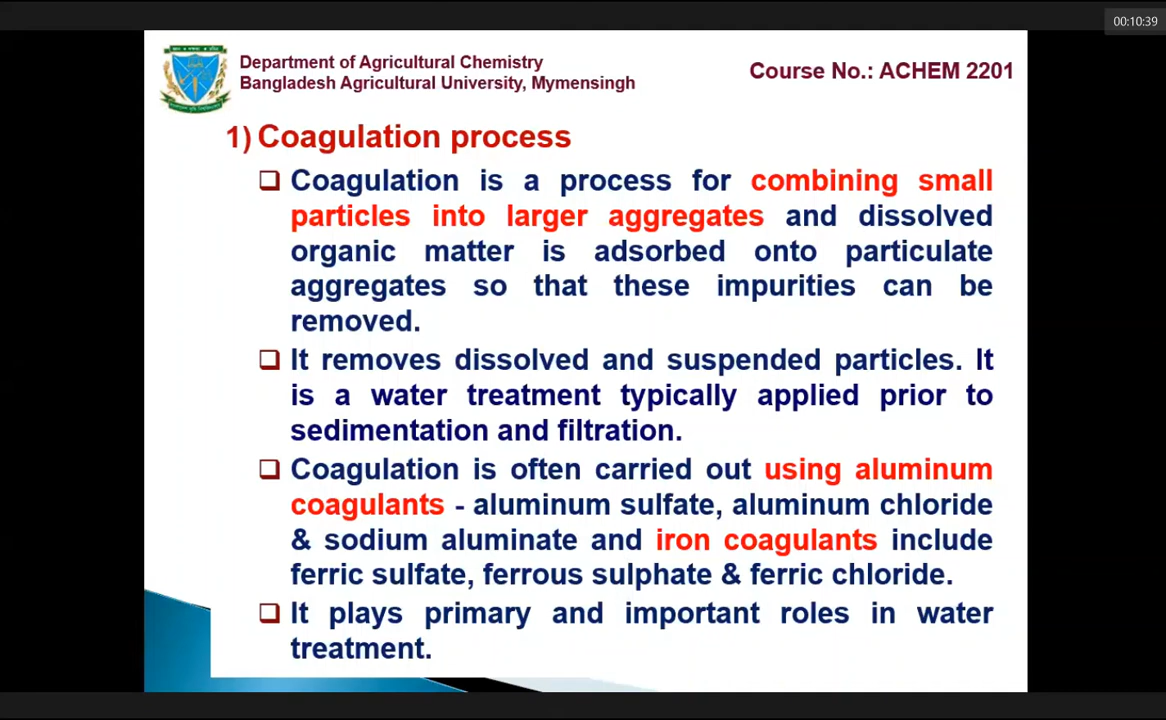 00:10:39
Department of Agricultural Chemistry
Bangladesh Agricultural University, Mymensingh
Course No.: ACHEM 2201
1) Coagulation process
❑ Coagulation is a process for combining small
particles into larger aggregates and dissolved
organic matter is adsorbed onto particulate
aggregates so that these impurities can be
removed.
❑ It removes dissolved and suspended particles. It
is a water treatment typically applied prior to
sedimentation and filtration.
❑ Coagulation is often carried out using aluminum
coagulants - aluminum sulfate, aluminum chloride
& sodium aluminate and iron coagulants include
ferric sulfate, ferrous sulphate & ferric chloride.
❑ It plays primary and important roles in water
treatment.